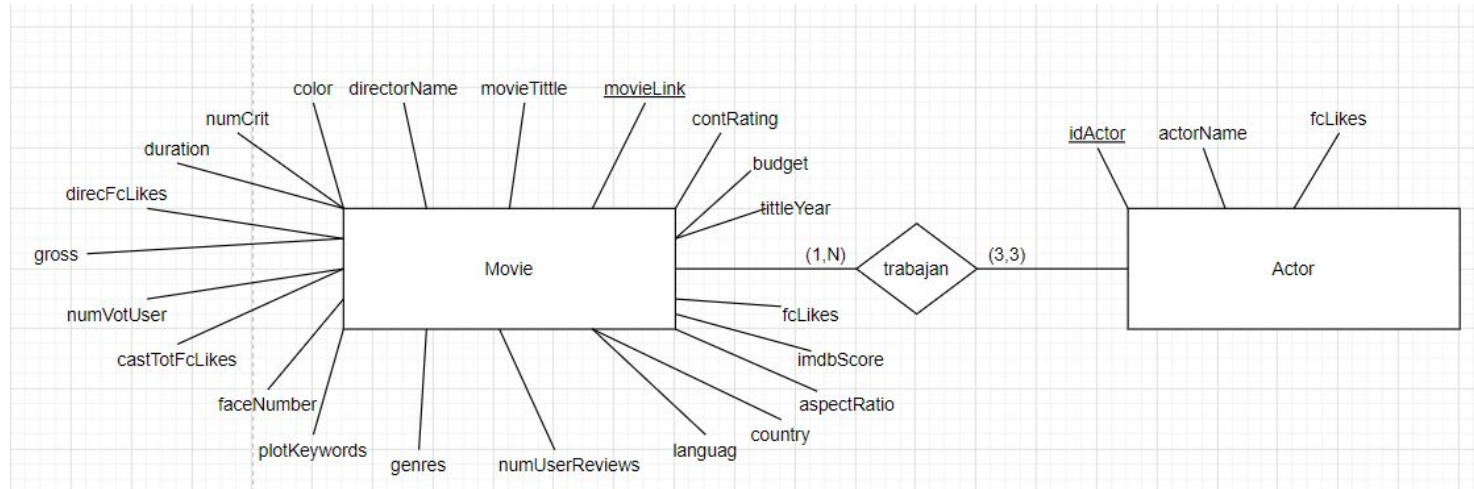 color directorName movieTittle movieLink
numCrit contRating
idActor actorName fcLikes
duration
budget
direcFcLikes
tittleYear
gross
(1,N) trabajan (3,3)
Movie
Actor
numVotUser
fcLikes
castTotFcLikes
imdbScore
faceNumber
aspectRatio
plotKeywords
genres
numUserReviews
languag
country